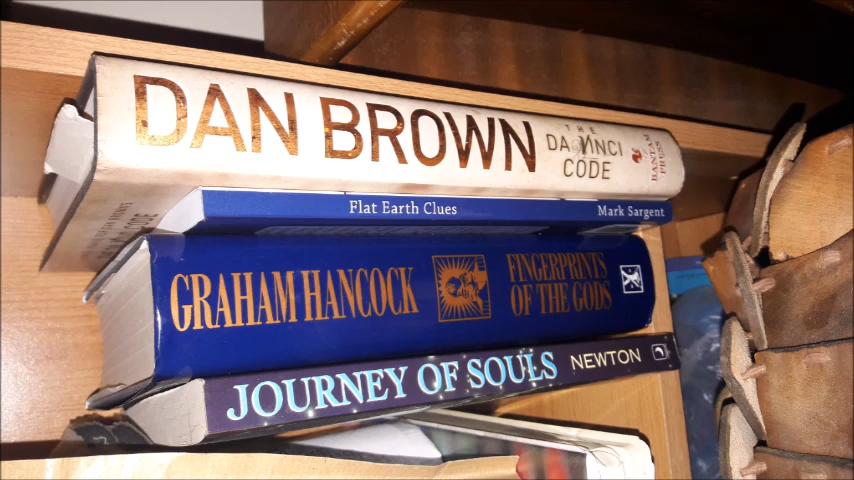 DAN BROWN
THE
DA VINCI
CODE
BANTAM
PRESS
Flat Earth Clues
Mark Sargent
GRAHAM HANCOCK
FINGERPRINTS
OF THE GODS
JOURNEY OF SOULS
NEWTON